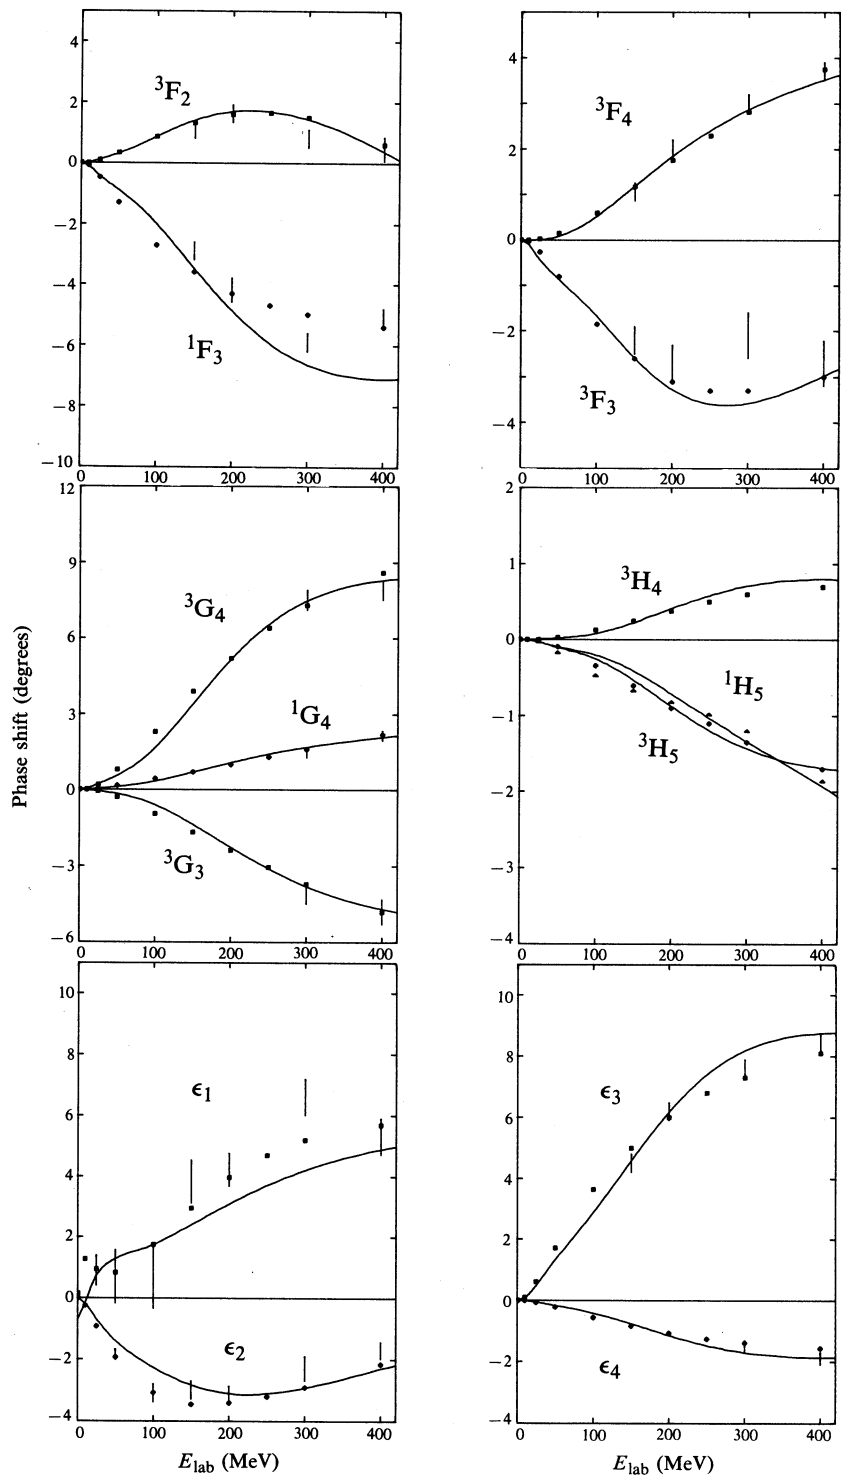 4
2
0
−2
−4
−6
−8
−10
³F₂
¹F₃
0 100 200 300 400
4
2
0
−2
−4
³F₄
³F₃
0 100 200 300 400
Phase shift (degrees)
12
9
6
3
0
−3
−6
³G₄
¹G₄
³G₃
0 100 200 300 400
2
1
0
−1
−2
−3
−4
³H₄
¹H₅
³H₅
0 100 200 300 400
10
8
6
4
2
0
−2
−4
ϵ₁
ϵ₂
0 100 200 300 400
E_lab (MeV)
10
8
6
4
2
0
−2
−4
ϵ₃
ϵ₄
0 100 200 300 400
E_lab (MeV)